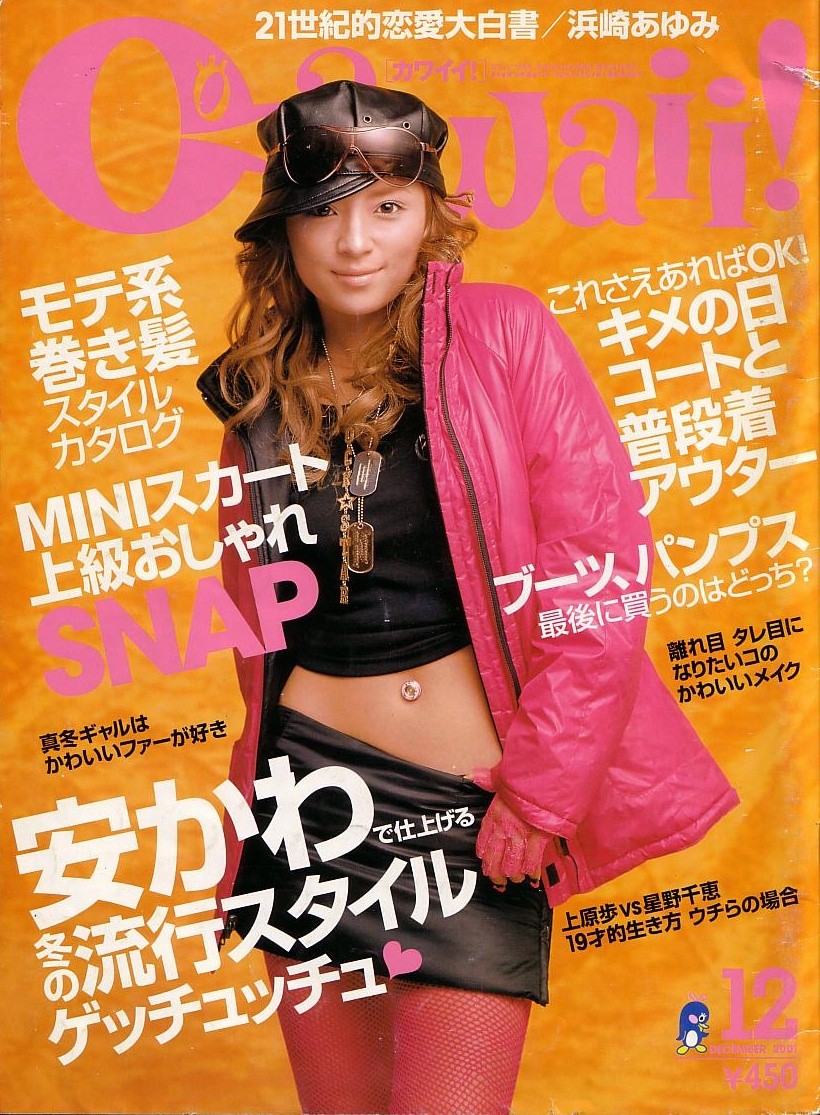 21世紀的恋愛大白書／浜崎あゆみ
Cawaii!
[カワイイ!]
モテ系
巻き髪
スタイル
カタログ
MINIスカート
上級おしゃれ
SNAP
これさえあればOK!
キメの日
コートと
普段着
アウター
ブーツ、パンプス
最後に買うのはどっち?
離れ目 タレ目に
なりたいコの
かわいいメイク
真冬ギャルは
かわいいファーが好き
安かわで仕上げる
冬の流行スタイル
ゲッチュッチュ
上原歩vs星野千恵
19才的生き方 ウチらの場合
12
DECEMBER 2001
¥450